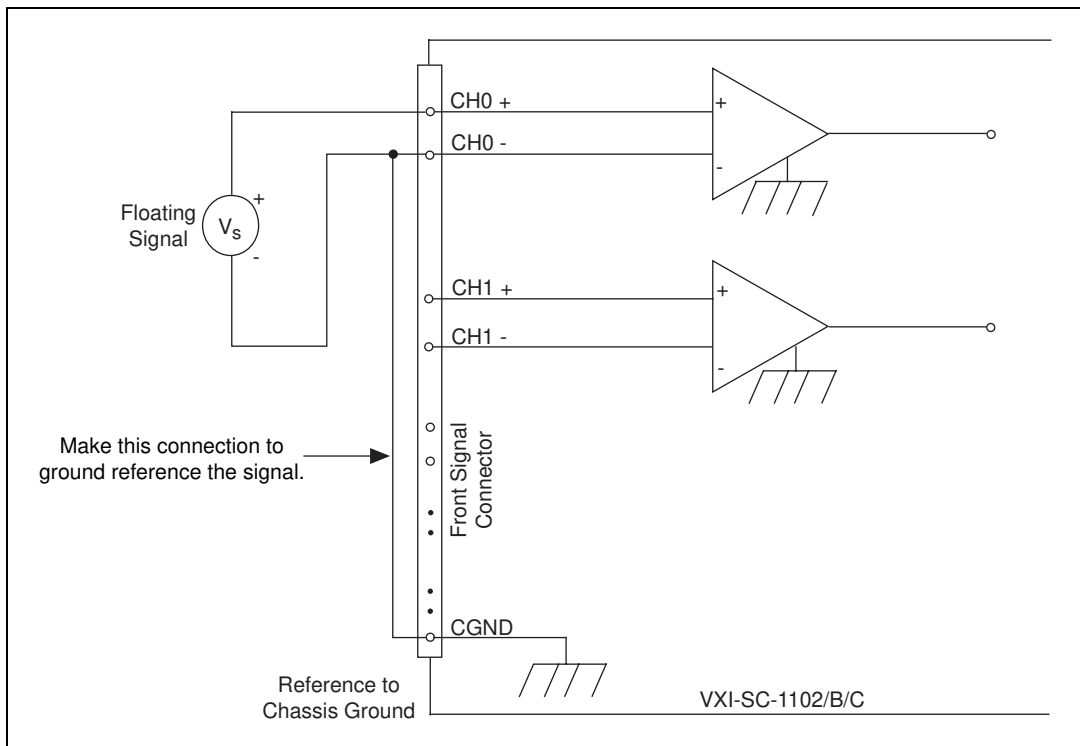 CH0 +
CH0 -
+
-
Floating
Signal
Vs
+
-
CH1 +
CH1 -
+
-
Make this connection to
ground reference the signal.
Front Signal
Connector
CGND
Reference to
Chassis Ground
VXI-SC-1102/B/C